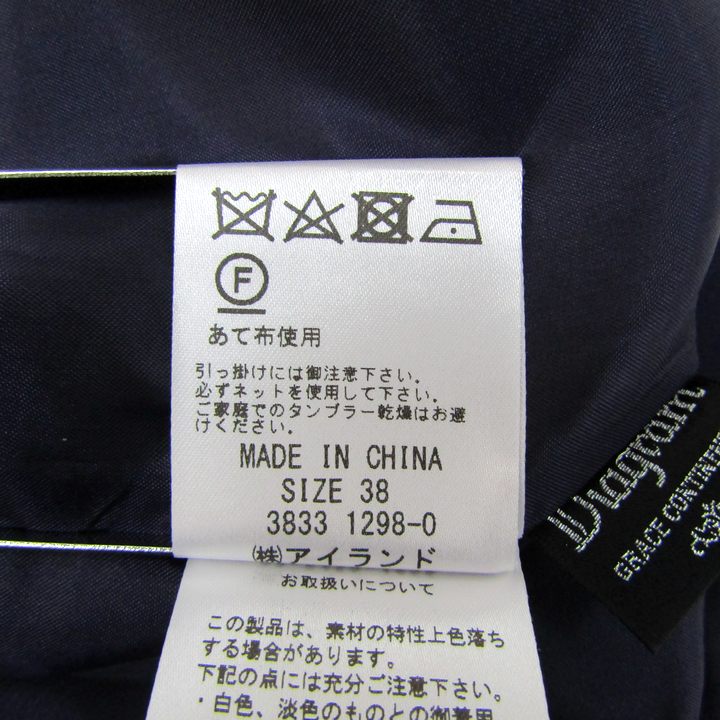 F
あて布使用
引っ掛けには御注意下さい。
必ずネットを使用して下さい。
ご家庭でのタンブラー乾燥はお避
けください。
MADE IN CHINA
SIZE 38
3833 1298-0
㈱アイランド
お取扱いについて
この製品は、素材の特性上色落ち
する場合があります。
下記の点には充分ご注意下さい。
・白色、淡色のものとの御着用
Diagram
GRACE CONTINE